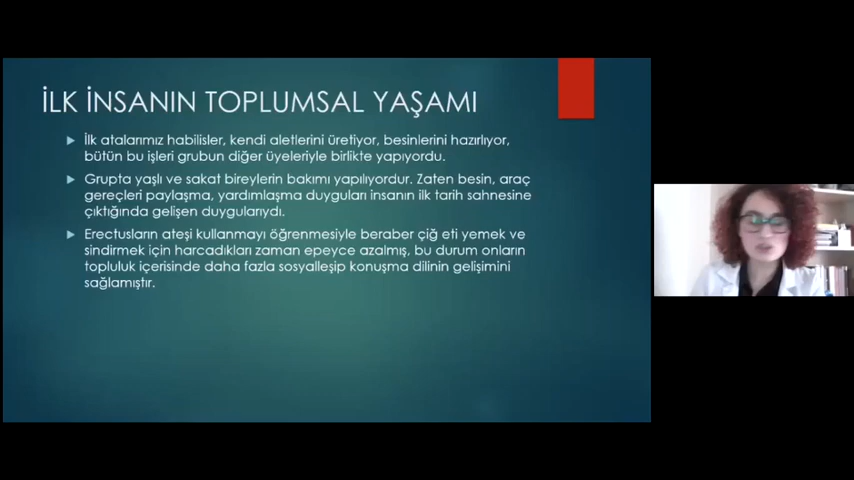 İLK İNSANIN TOPLUMSAL YAŞAMI
İlk atalarımız habilisler, kendi aletlerini üretiyor, besinlerini hazırlıyor,
bütün bu işleri grubun diğer üyeleriyle birlikte yapıyordu.
Grupta yaşlı ve sakat bireylerin bakımı yapılıyordur. Zaten besin, araç
gereçleri paylaşma, yardımlaşma duyguları insanın ilk tarih sahnesine
çıktığında gelişen duygularıydı.
Erectusların ateşi kullanmayı öğrenmesiyle beraber çiğ eti yemek ve
sindirmek için harcadıkları zaman epeyce azalmış, bu durum onların
topluluk içerisinde daha fazla sosyalleşip konuşma dilinin gelişimini
sağlamıştır.